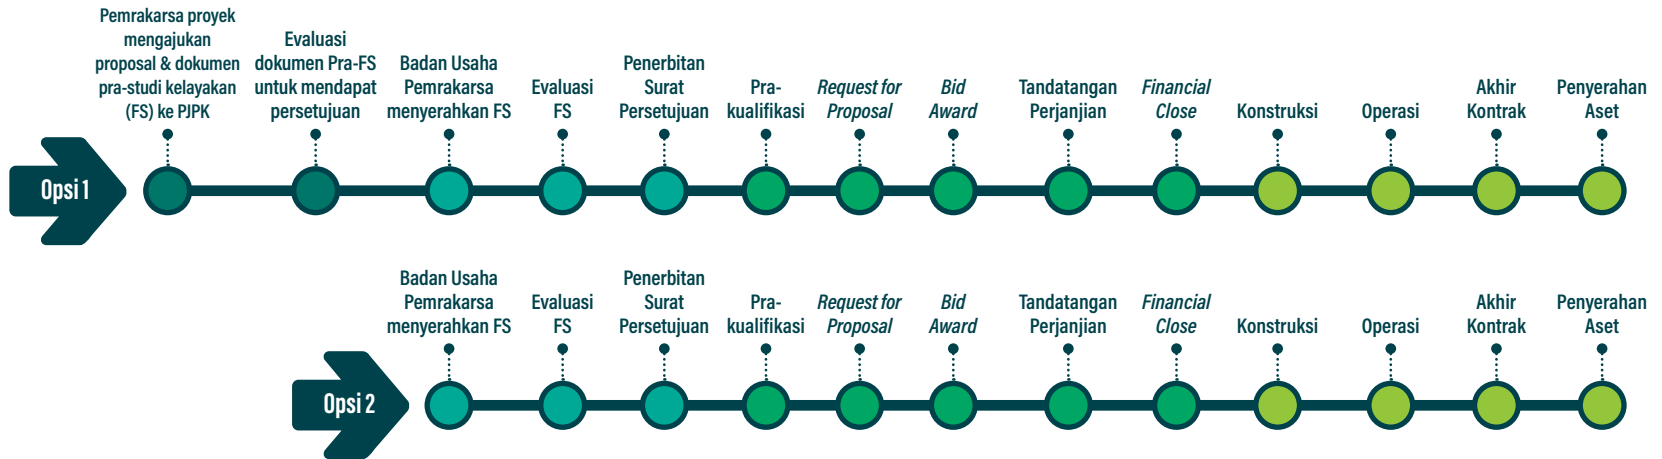 Pemrakarsa proyek
mengajukan
proposal & dokumen
pra-studi kelayakan
(FS) ke PJPK
Evaluasi
dokumen Pra-FS
untuk mendapat
persetujuan
Badan Usaha
Pemrakarsa
menyerahkan FS
Evaluasi
FS
Penerbitan
Surat
Persetujuan
Pra-
kualifikasi
Request for
Proposal
Bid
Award
Tandatangan
Perjanjian
Financial
Close
Konstruksi
Operasi
Akhir
Kontrak
Penyerahan
Aset
Opsi 1
Badan Usaha
Pemrakarsa
menyerahkan FS
Evaluasi
FS
Penerbitan
Surat
Persetujuan
Pra-
kualifikasi
Request for
Proposal
Bid
Award
Tandatangan
Perjanjian
Financial
Close
Konstruksi
Operasi
Akhir
Kontrak
Penyerahan
Aset
Opsi 2